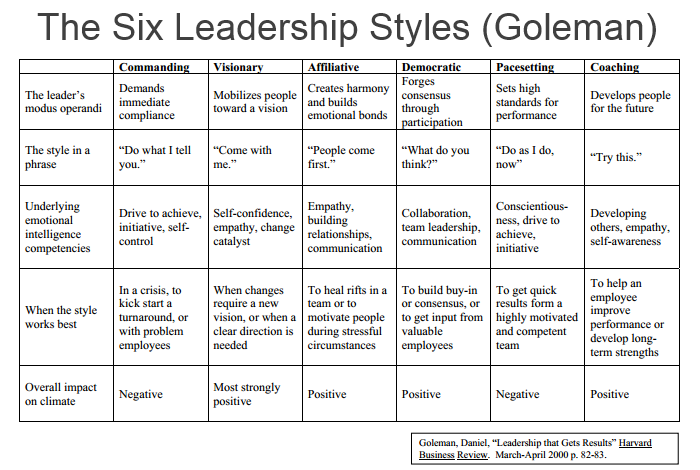 The Six Leadership Styles (Goleman)
Commanding Visionary Affiliative Democratic Pacesetting Coaching
The leader's
modus operandi
Demands
immediate
compliance
Mobilizes people
toward a vision
Creates harmony
and builds
emotional bonds
Forges
consensus
through
participation
Sets high
standards for
performance
Develops people
for the future
The style in a
phrase
"Do what I tell
you."
"Come with
me."
"People come
first."
"What do you
think?"
"Do as I do,
now"
"Try this."
Underlying
emotional
intelligence
competencies
Drive to achieve,
initiative, self-
control
Self-confidence,
empathy, change
catalyst
Empathy,
building
relationships,
communication
Collaboration,
team leadership,
communication
Conscientious-
ness, drive to
achieve,
initiative
Developing
others, empathy,
self-awareness
When the style
works best
In a crisis, to
kick start a
turnaround, or
with problem
employees
When changes
require a new
vision, or when a
clear direction is
needed
To heal rifts in a
team or to
motivate people
during stressful
circumstances
To build buy-in
or consensus, or
to get input from
valuable
employees
To get quick
results form a
highly motivated
and competent
team
To help an
employee
improve
performance or
develop long-
term strengths
Overall impact
on climate
Negative
Most strongly
positive
Positive
Positive
Negative
Positive
Goleman, Daniel, "Leadership that Gets Results" Harvard
Business Review. March-April 2000 p. 82-83.